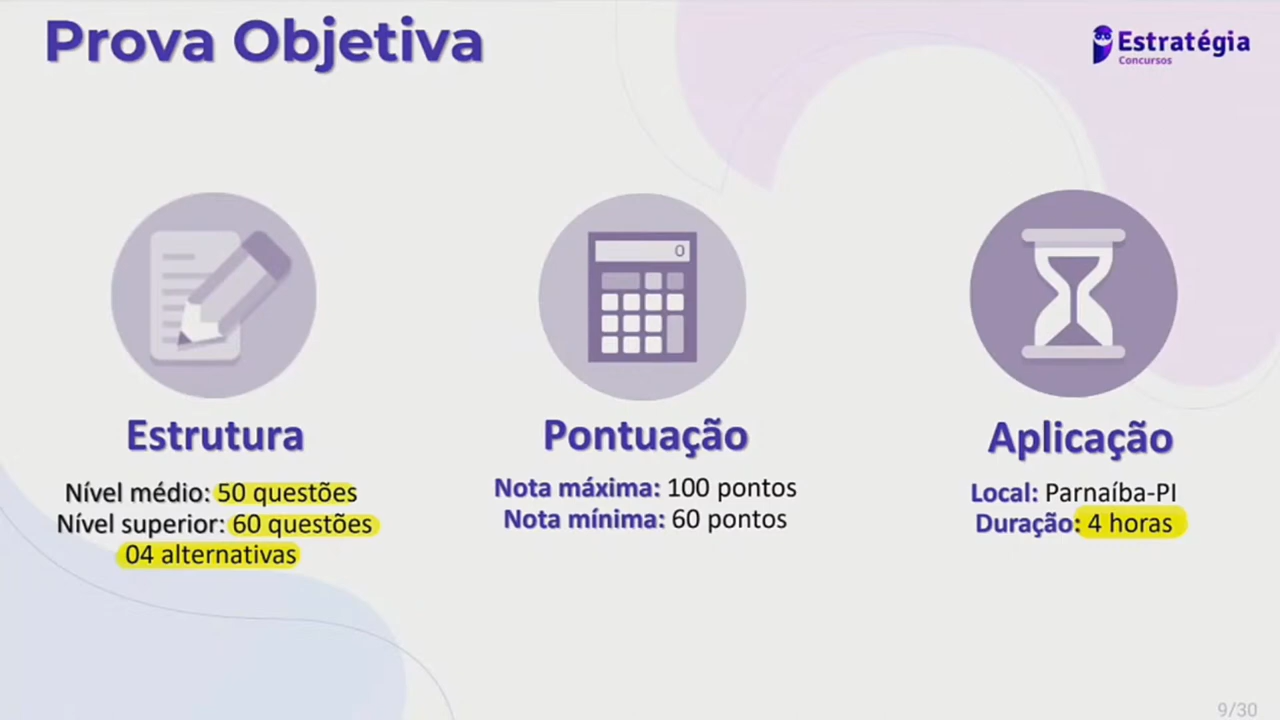 Prova Objetiva
Estratégia
Concursos
0
Estrutura
Nível médio: 50 questões
Nível superior: 60 questões
04 alternativas
Pontuação
Nota máxima: 100 pontos
Nota mínima: 60 pontos
Aplicação
Local: Parnaíba-PI
Duração: 4 horas
9/30